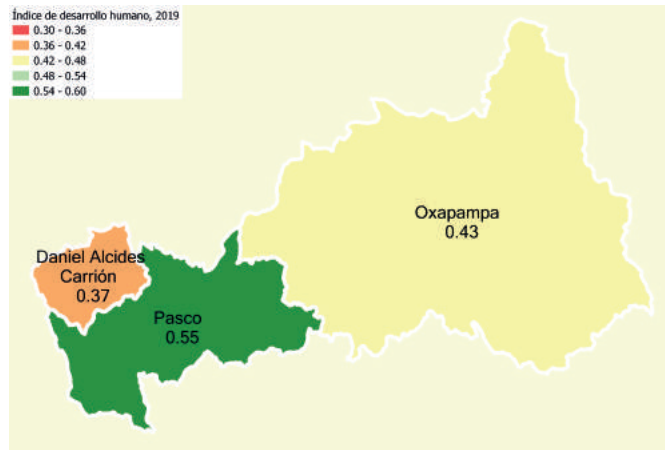 Índice de desarrollo humano, 2019
0.30 - 0.36
0.36 - 0.42
0.42 - 0.48
0.48 - 0.54
0.54 - 0.60
Oxapampa
0.43
Daniel Alcides
Carrión
0.37
Pasco
0.55